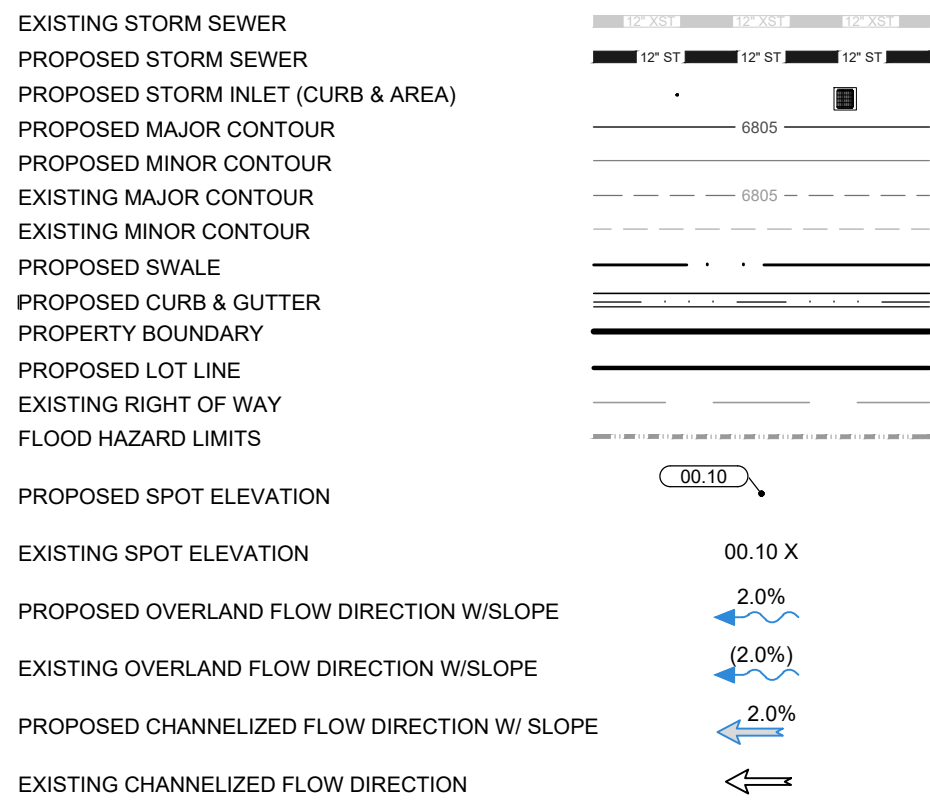 EXISTING STORM SEWER 12" XST 12" XST 12" XST
PROPOSED STORM SEWER 12" ST 12" ST 12" ST
PROPOSED STORM INLET (CURB & AREA)
PROPOSED MAJOR CONTOUR 6805
PROPOSED MINOR CONTOUR
EXISTING MAJOR CONTOUR 6805
EXISTING MINOR CONTOUR
PROPOSED SWALE
PROPOSED CURB & GUTTER
PROPERTY BOUNDARY
PROPOSED LOT LINE
EXISTING RIGHT OF WAY
FLOOD HAZARD LIMITS
PROPOSED SPOT ELEVATION 00.10
EXISTING SPOT ELEVATION 00.10 X
PROPOSED OVERLAND FLOW DIRECTION W/SLOPE 2.0%
EXISTING OVERLAND FLOW DIRECTION W/SLOPE (2.0%)
PROPOSED CHANNELIZED FLOW DIRECTION W/ SLOPE 2.0%
EXISTING CHANNELIZED FLOW DIRECTION